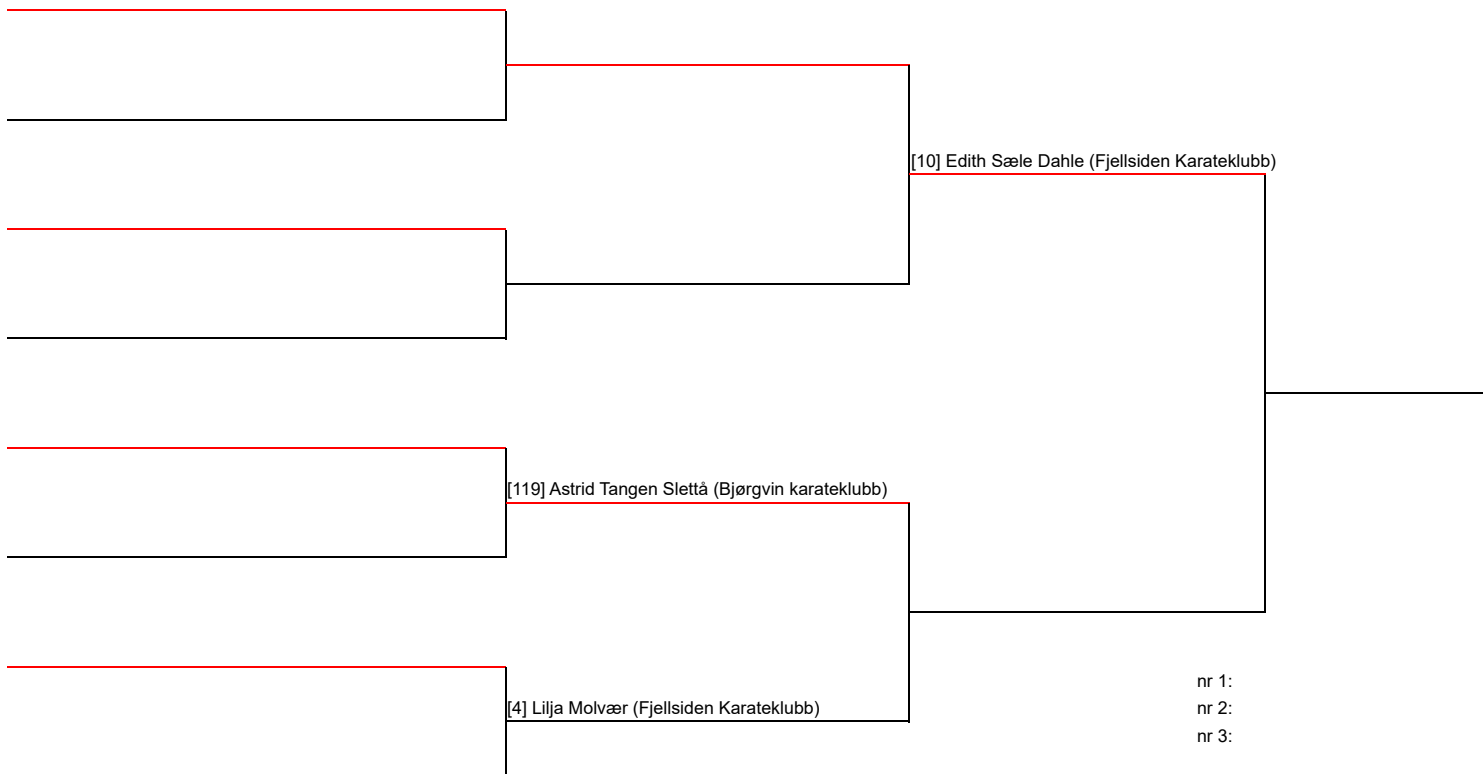 [10] Edith Sæle Dahle (Fjellsiden Karateklubb)
[119] Astrid Tangen Slettå (Bjørgvin karateklubb)
[4] Lilja Molvær (Fjellsiden Karateklubb)
nr 1:
nr 2:
nr 3: